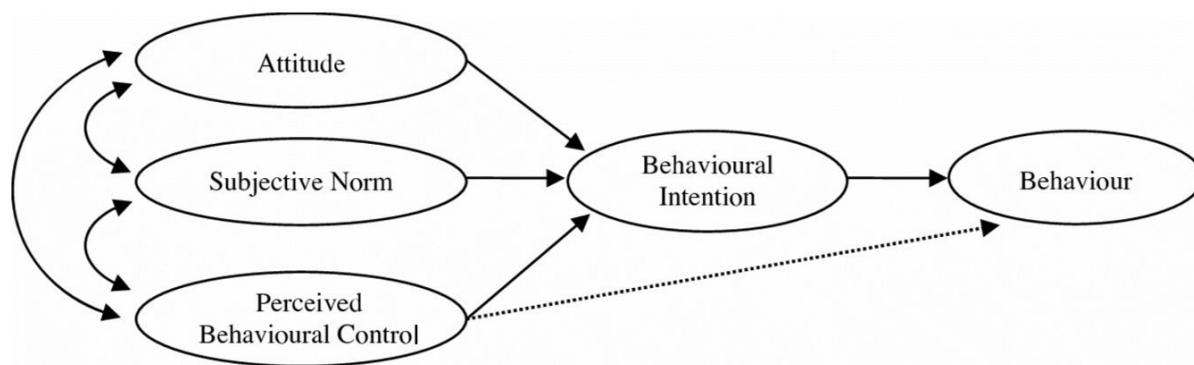 Attitude
Subjective Norm
Perceived
Behavioural Control
Behavioural
Intention
Behaviour